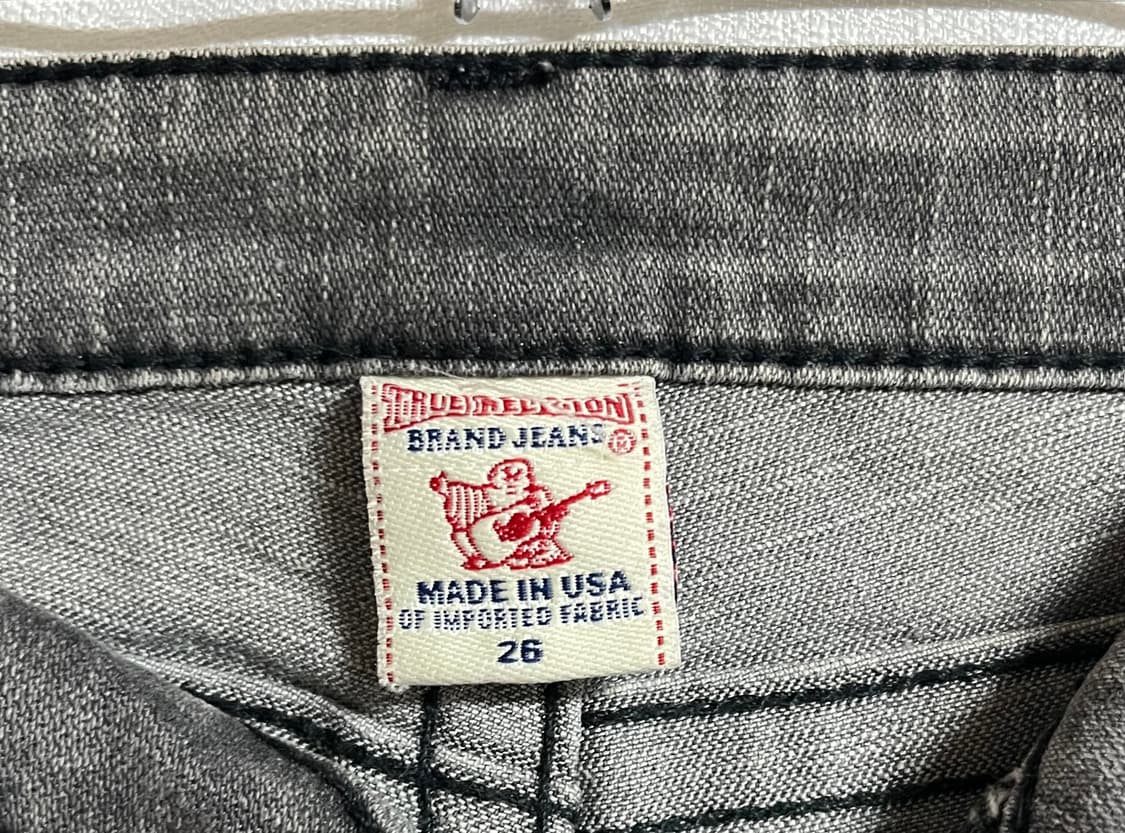 TRUE RELIGION
BRAND JEANS ®
MADE IN USA
OF IMPORTED FABRIC
26